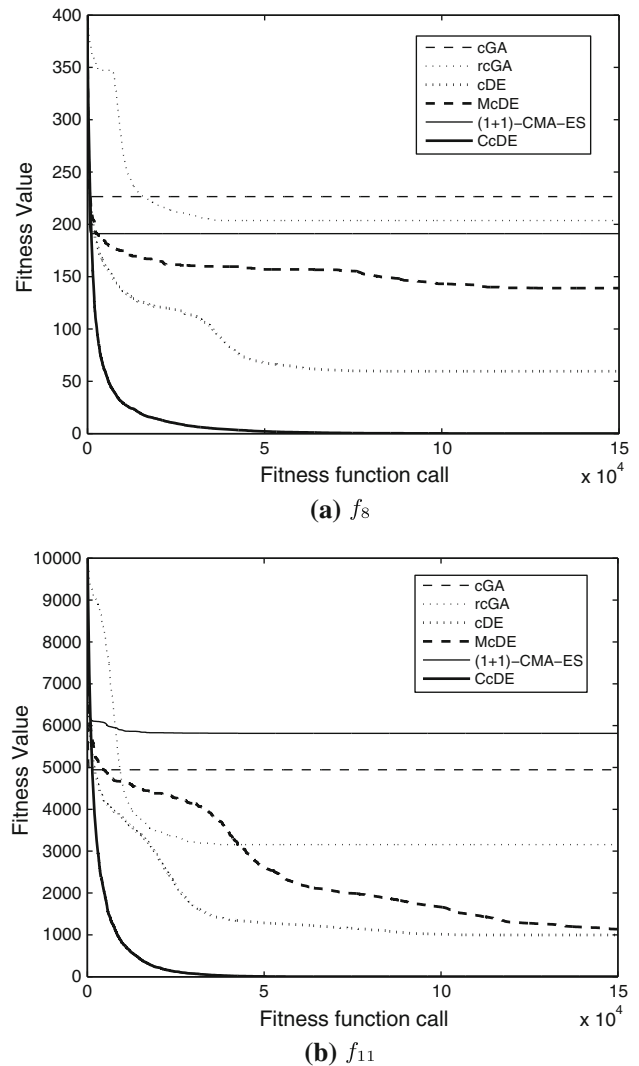 400
350
300
250
200
150
100
50
0
Fitness Value
cGA
rcGA
cDE
McDE
(1+1)-CMA-ES
CcDE
0 5 10 15
x 10^4
Fitness function call
(a) f_8
10000
9000
8000
7000
6000
5000
4000
3000
2000
1000
0
Fitness Value
cGA
rcGA
cDE
McDE
(1+1)-CMA-ES
CcDE
0 5 10 15
x 10^4
Fitness function call
(b) f_11